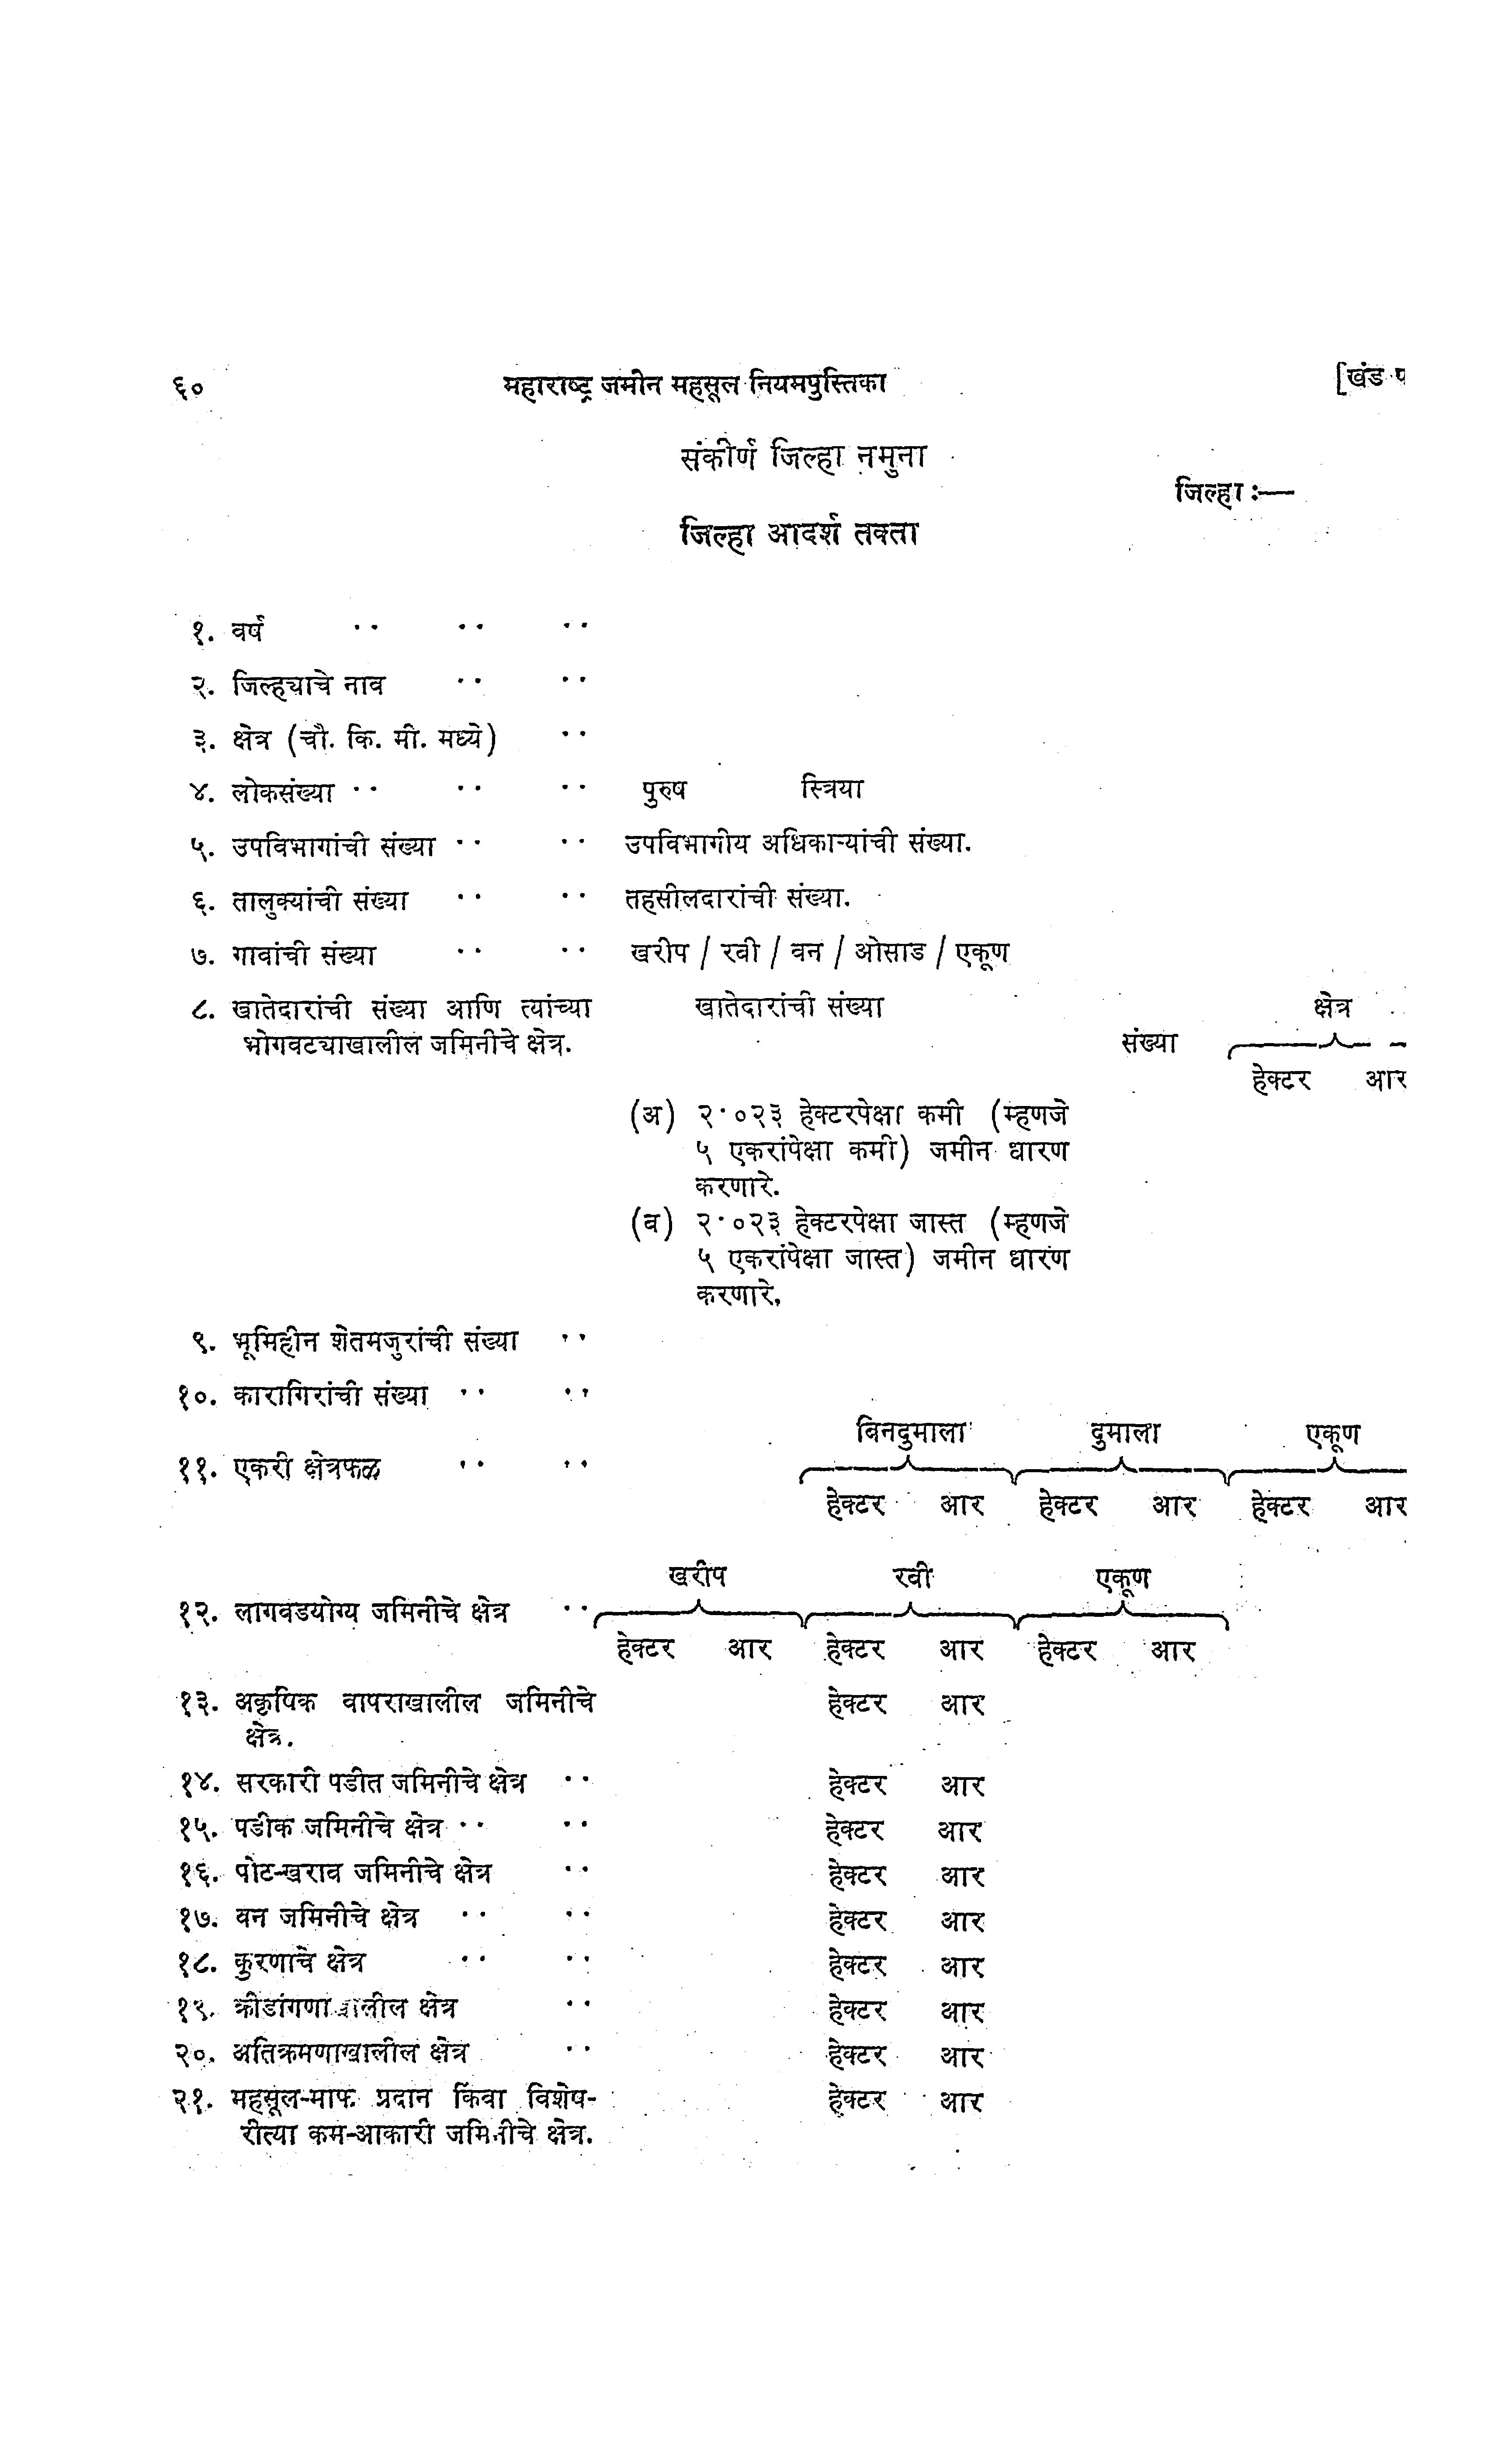 ६० महाराष्ट्र जमीन महसूल नियमपुस्तिका [खंड प
संकीर्ण जिल्हा नमुना
जिल्हा :—
जिल्हा आदर्श तक्ता
१. वर्ष .. .. ..
२. जिल्ह्याचे नाव .. ..
३. क्षेत्र (चौ. कि. मी. मध्ये) ..
४. लोकसंख्या .. .. .. पुरुष स्त्रिया
५. उपविभागांची संख्या .. .. उपविभागीय अधिकाऱ्यांची संख्या.
६. तालुक्यांची संख्या .. .. तहसीलदारांची संख्या.
७. गावांची संख्या .. .. खरीप / रबी / वन / ओसाड / एकूण
८. खातेदारांची संख्या आणि त्यांच्या खातेदारांची संख्या क्षेत्र
भोगवट्याखालील जमिनीचे क्षेत्र. संख्या
हेक्टर आर
(अ) २·०२३ हेक्टरपेक्षा कमी (म्हणजे
५ एकरांपेक्षा कमी) जमीन धारण
करणारे.
(ब) २·०२३ हेक्टरपेक्षा जास्त (म्हणजे
५ एकरांपेक्षा जास्त) जमीन धारण
करणारे.
९. भूमिहीन शेतमजुरांची संख्या ..
१०. कारागिरांची संख्या .. ..
बिनदुमाला दुमाला एकूण
११. एकरी क्षेत्रफळ .. ..
हेक्टर आर हेक्टर आर हेक्टर आर
खरीप रबी एकूण
१२. लागवडयोग्य जमिनीचे क्षेत्र ..
हेक्टर आर हेक्टर आर हेक्टर आर
१३. अकृषिक वापराखालील जमिनीचे हेक्टर आर
क्षेत्र.
१४. सरकारी पडीत जमिनीचे क्षेत्र .. हेक्टर आर
१५. पडीक जमिनीचे क्षेत्र .. .. हेक्टर आर
१६. पोट-खराब जमिनीचे क्षेत्र .. हेक्टर आर
१७. वन जमिनीचे क्षेत्र .. .. हेक्टर आर
१८. कुरणाचे क्षेत्र .. .. हेक्टर आर
१९. क्रीडांगणाखालील क्षेत्र .. हेक्टर आर
२०. अतिक्रमणाखालील क्षेत्र .. हेक्टर आर
२१. महसूल-माफ प्रदान किंवा विशेष- हेक्टर आर
रीत्या कम-आकारी जमिनीचे क्षेत्र.